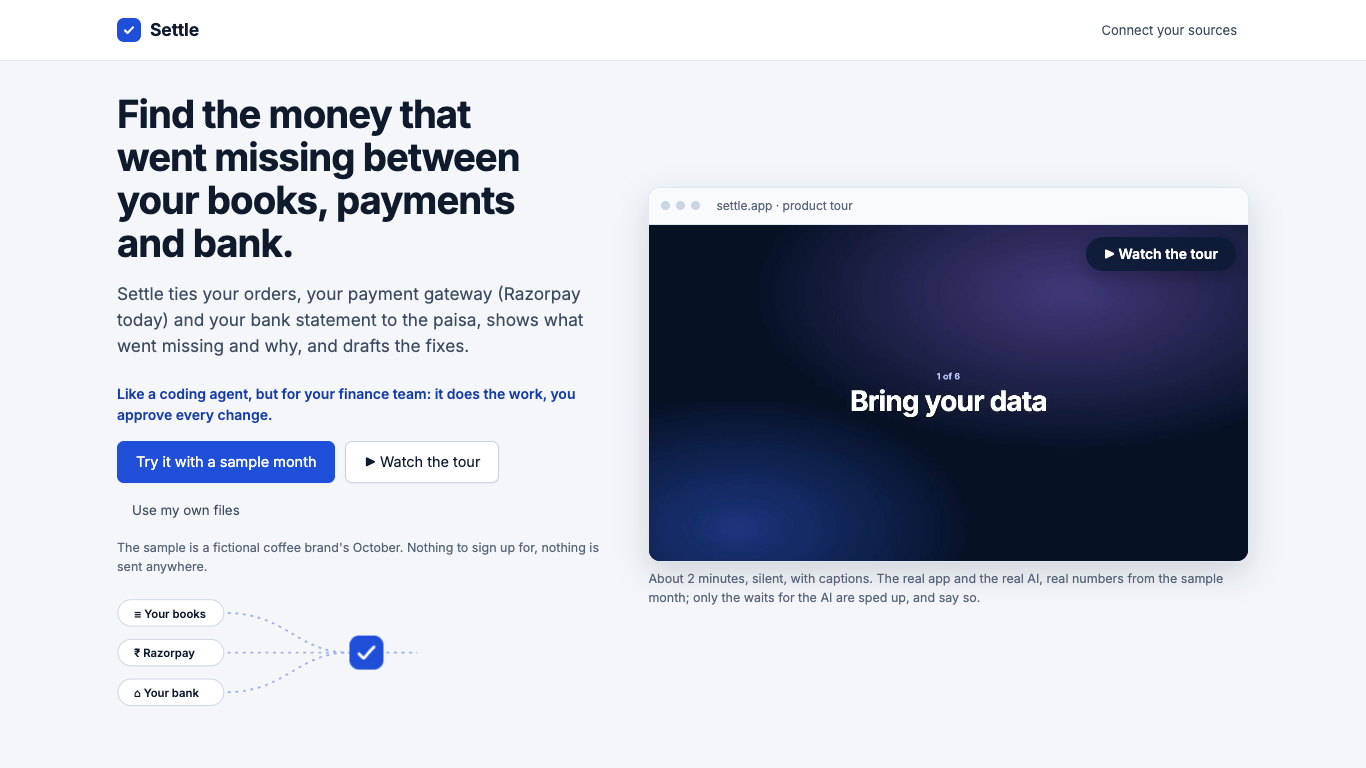 Settle
Connect your sources
Find the money that
went missing between
your books, payments
and bank.
Settle ties your orders, your payment gateway (Razorpay
today) and your bank statement to the paisa, shows what
went missing and why, and drafts the fixes.
Like a coding agent, but for your finance team: it does the work, you
approve every change.
Try it with a sample month
▶ Watch the tour
Use my own files
The sample is a fictional coffee brand's October. Nothing to sign up for, nothing is
sent anywhere.
≡ Your books
₹ Razorpay
⌂ Your bank
settle.app · product tour
▶ Watch the tour
1 of 6
Bring your data
About 2 minutes, silent, with captions. The real app and the real AI, real numbers from the sample
month; only the waits for the AI are sped up, and say so.